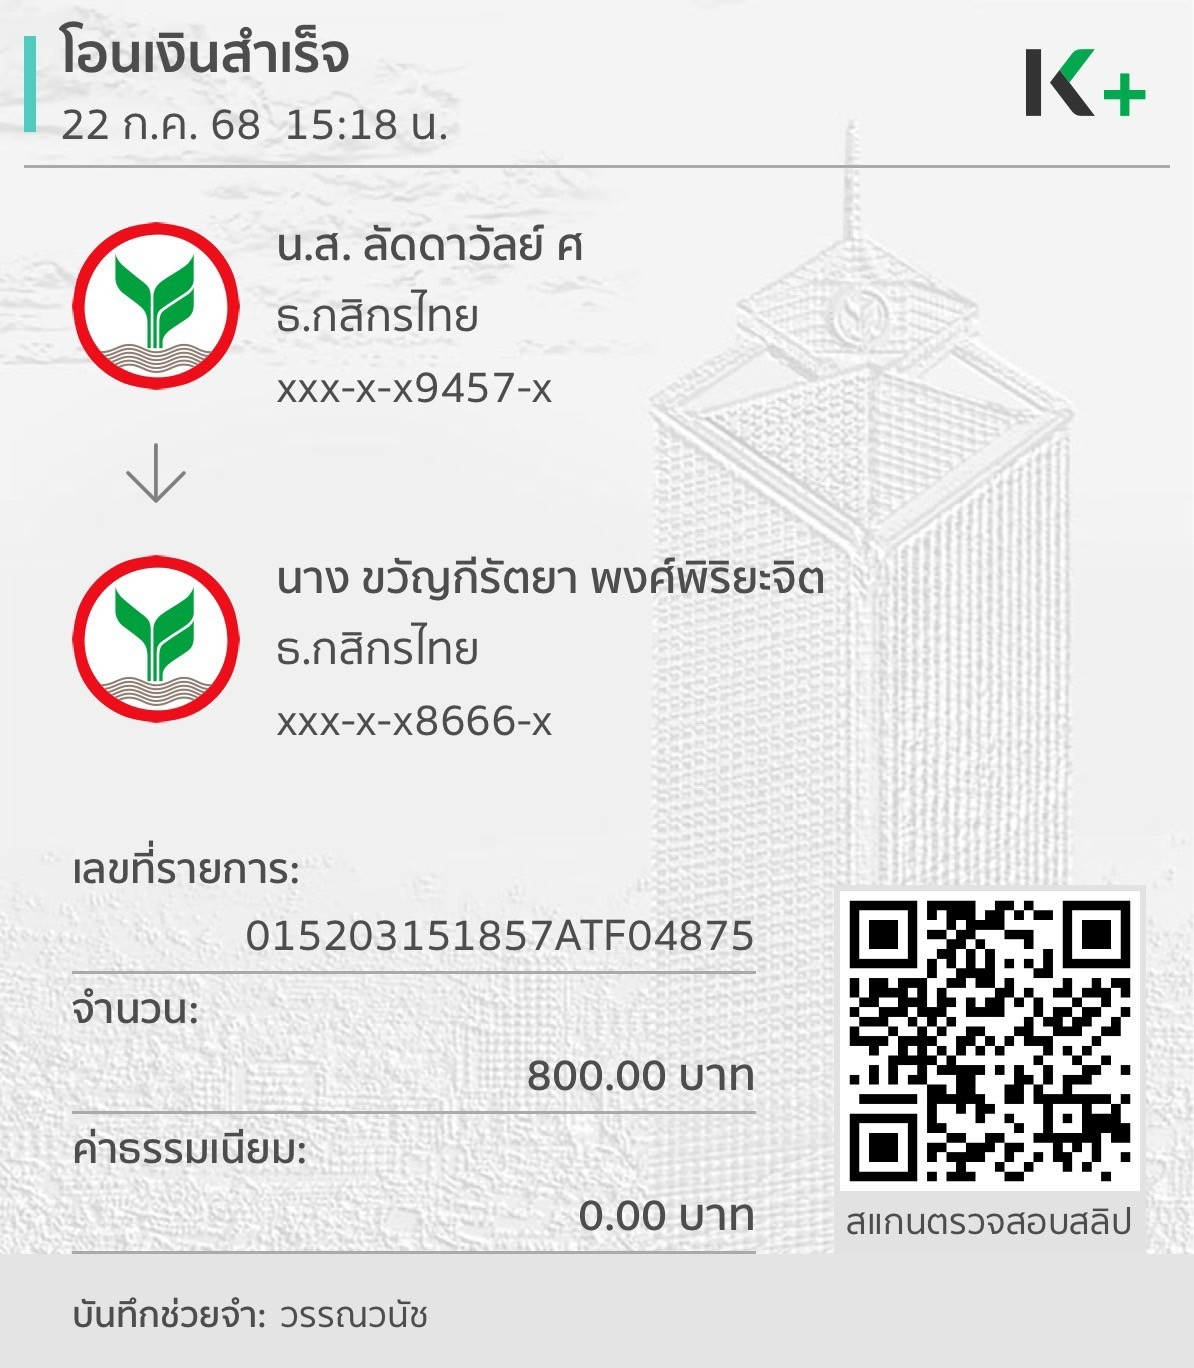 โอนเงินสำเร็จ
22 ก.ค. 68 15:18 น.
K+
น.ส. ลัดดาวัลย์ ศ
ธ.กสิกรไทย
xxx-x-x9457-x
นาง ขวัญกีรัตยา พงศ์พิริยะจิต
ธ.กสิกรไทย
xxx-x-x8666-x
เลขที่รายการ:
015203151857ATF04875
จำนวน:
800.00 บาท
ค่าธรรมเนียม:
0.00 บาท
สแกนตรวจสอบสลิป
บันทึกช่วยจำ: วรรณวนัช